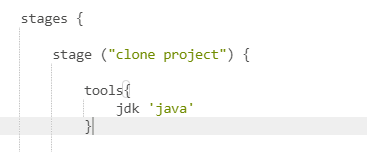 stages {
stage ("clone project") {
tools{
jdk 'java'
}